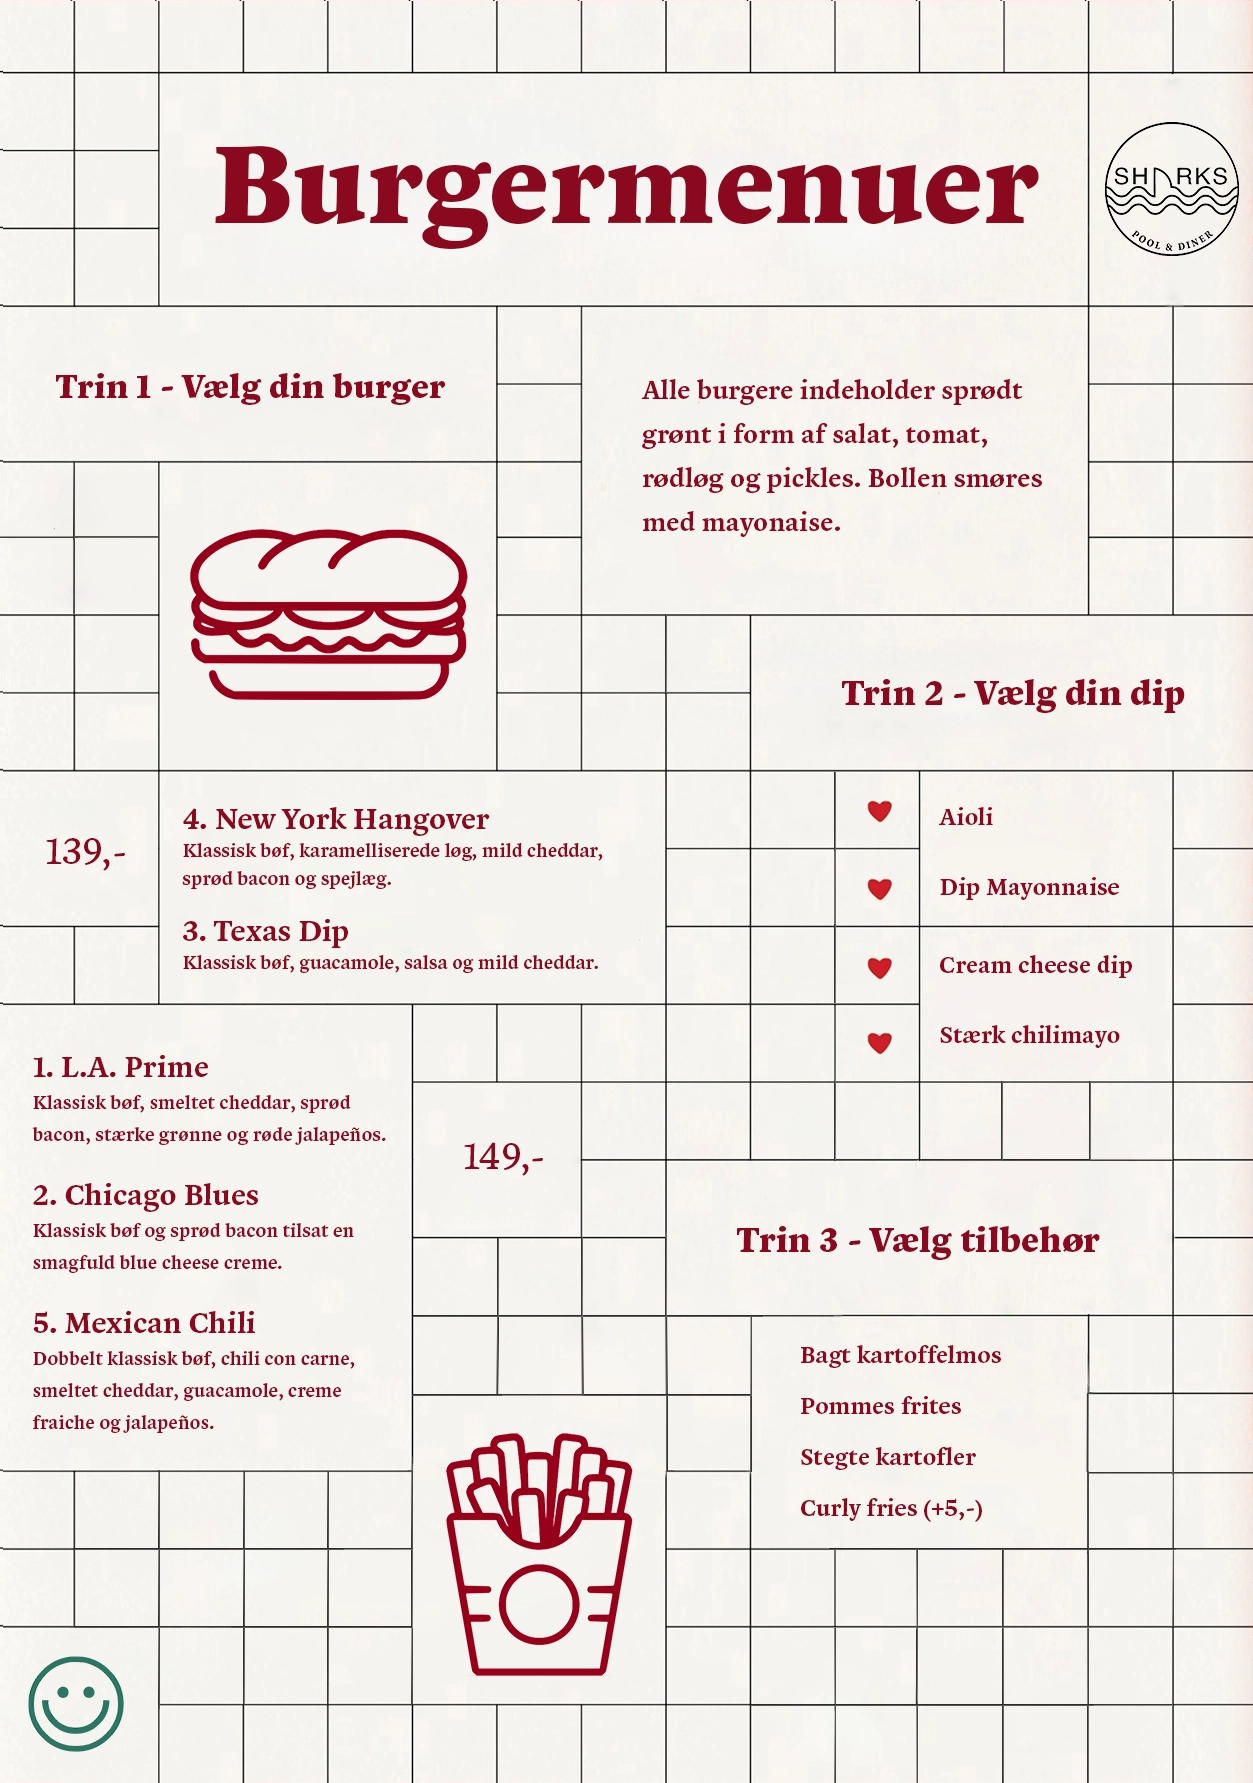 Burgermenuer
SHARKS
POOL & DINER
Trin 1 - Vælg din burger
Alle burgere indeholder sprødt
grønt i form af salat, tomat,
rødløg og pickles. Bollen smøres
med mayonaise.
139,-
4. New York Hangover
Klassisk bøf, karamelliserede løg, mild cheddar,
sprød bacon og spejlæg.
3. Texas Dip
Klassisk bøf, guacamole, salsa og mild cheddar.
1. L.A. Prime
Klassisk bøf, smeltet cheddar, sprød
bacon, stærke grønne og røde jalapeños.
2. Chicago Blues
Klassisk bøf og sprød bacon tilsat en
smagfuld blue cheese creme.
5. Mexican Chili
Dobbelt klassisk bøf, chili con carne,
smeltet cheddar, guacamole, creme
fraiche og jalapeños.
149,-
Trin 2 - Vælg din dip
Aioli
Dip Mayonnaise
Cream cheese dip
Stærk chilimayo
Trin 3 - Vælg tilbehør
Bagt kartoffelmos
Pommes frites
Stegte kartofler
Curly fries (+5,-)